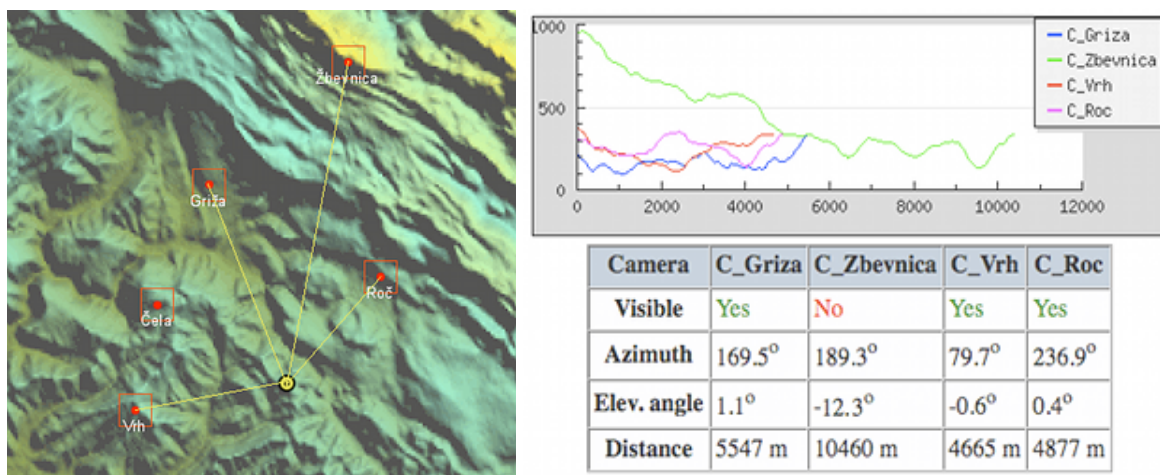 Žbevnica
Griža
Roč
Čela
Vrh
1000
500
0
0 2000 4000 6000 8000 10000 12000
C_Griza
C_Zbevnica
C_Vrh
C_Roc
Camera C_Griza C_Zbevnica C_Vrh C_Roc
Visible Yes No Yes Yes
Azimuth 169.5° 189.3° 79.7° 236.9°
Elev. angle 1.1° -12.3° -0.6° 0.4°
Distance 5547 m 10460 m 4665 m 4877 m